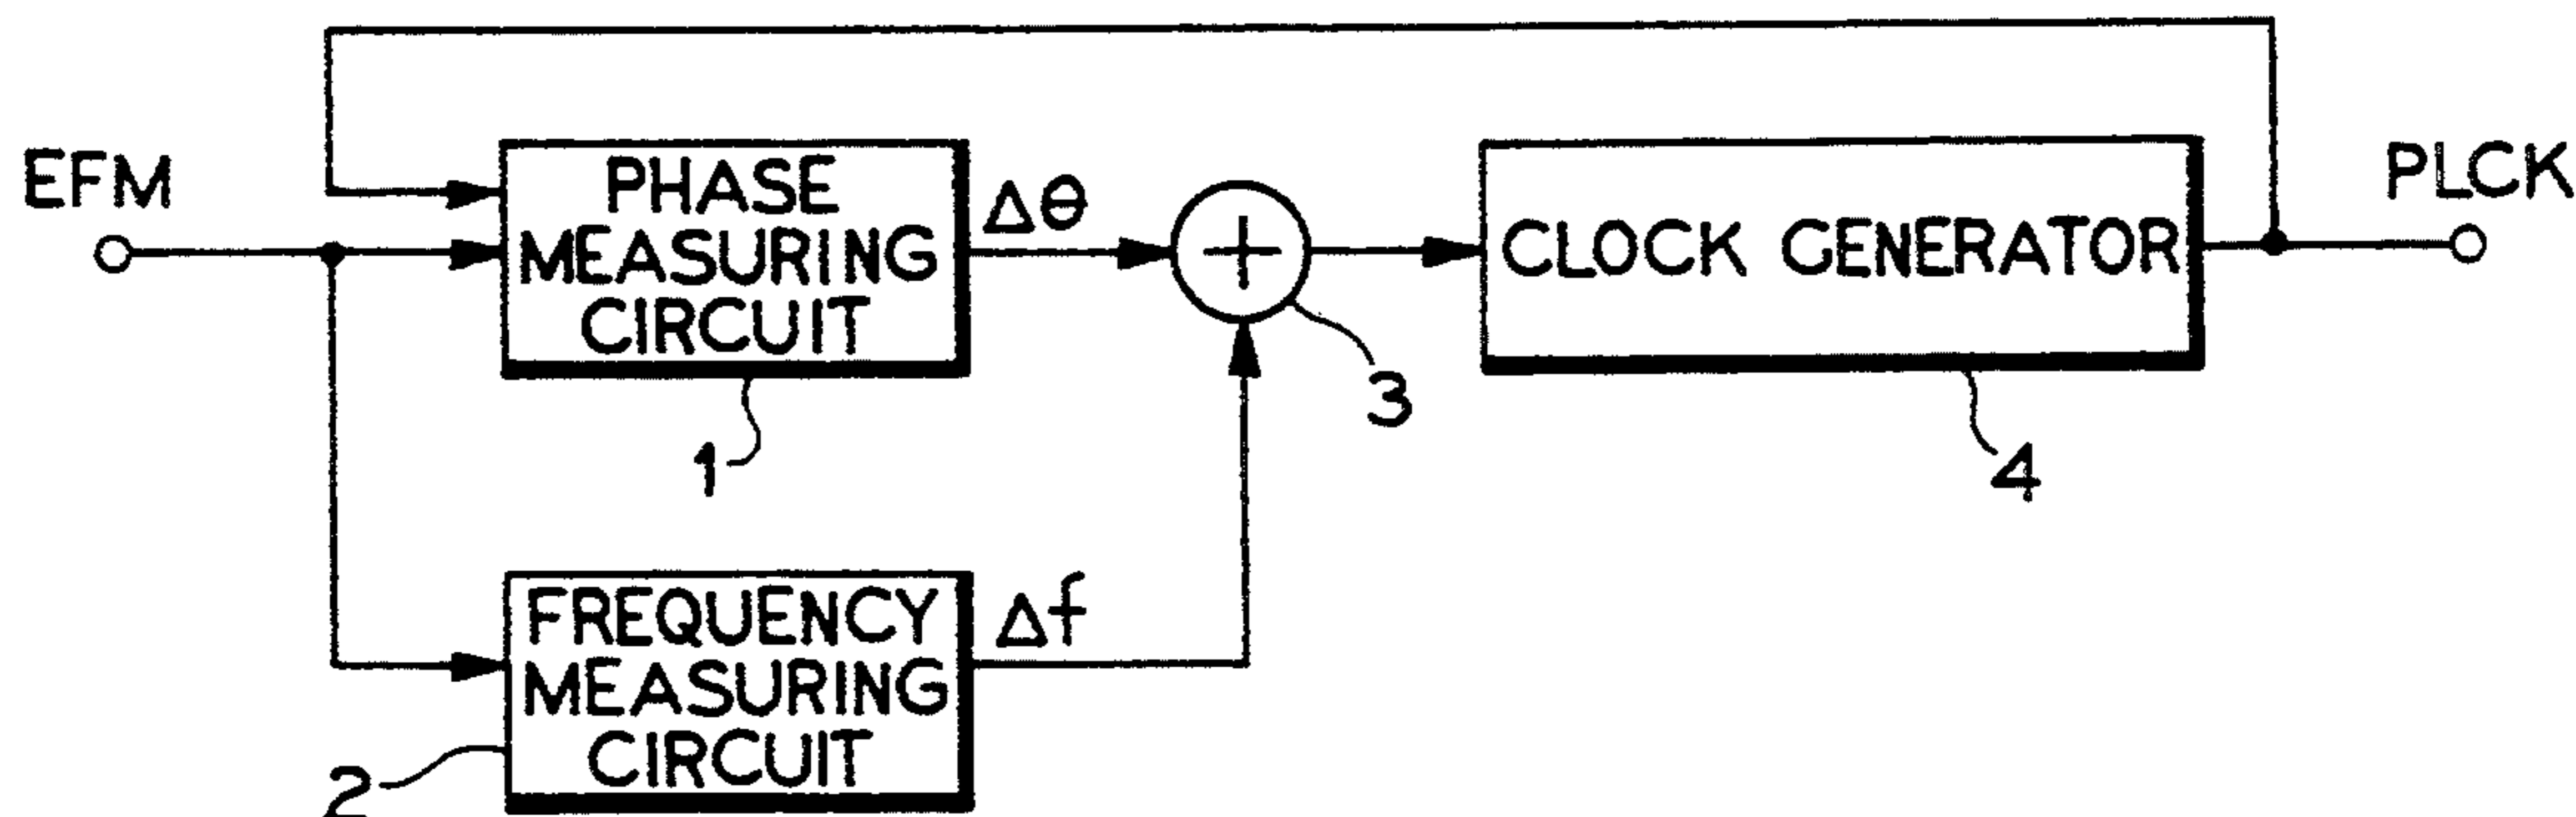 EFM
PHASE
MEASURING
CIRCUIT
1
Δθ
+
3
CLOCK GENERATOR
4
PLCK
FREQUENCY
MEASURING
CIRCUIT
2
Δf